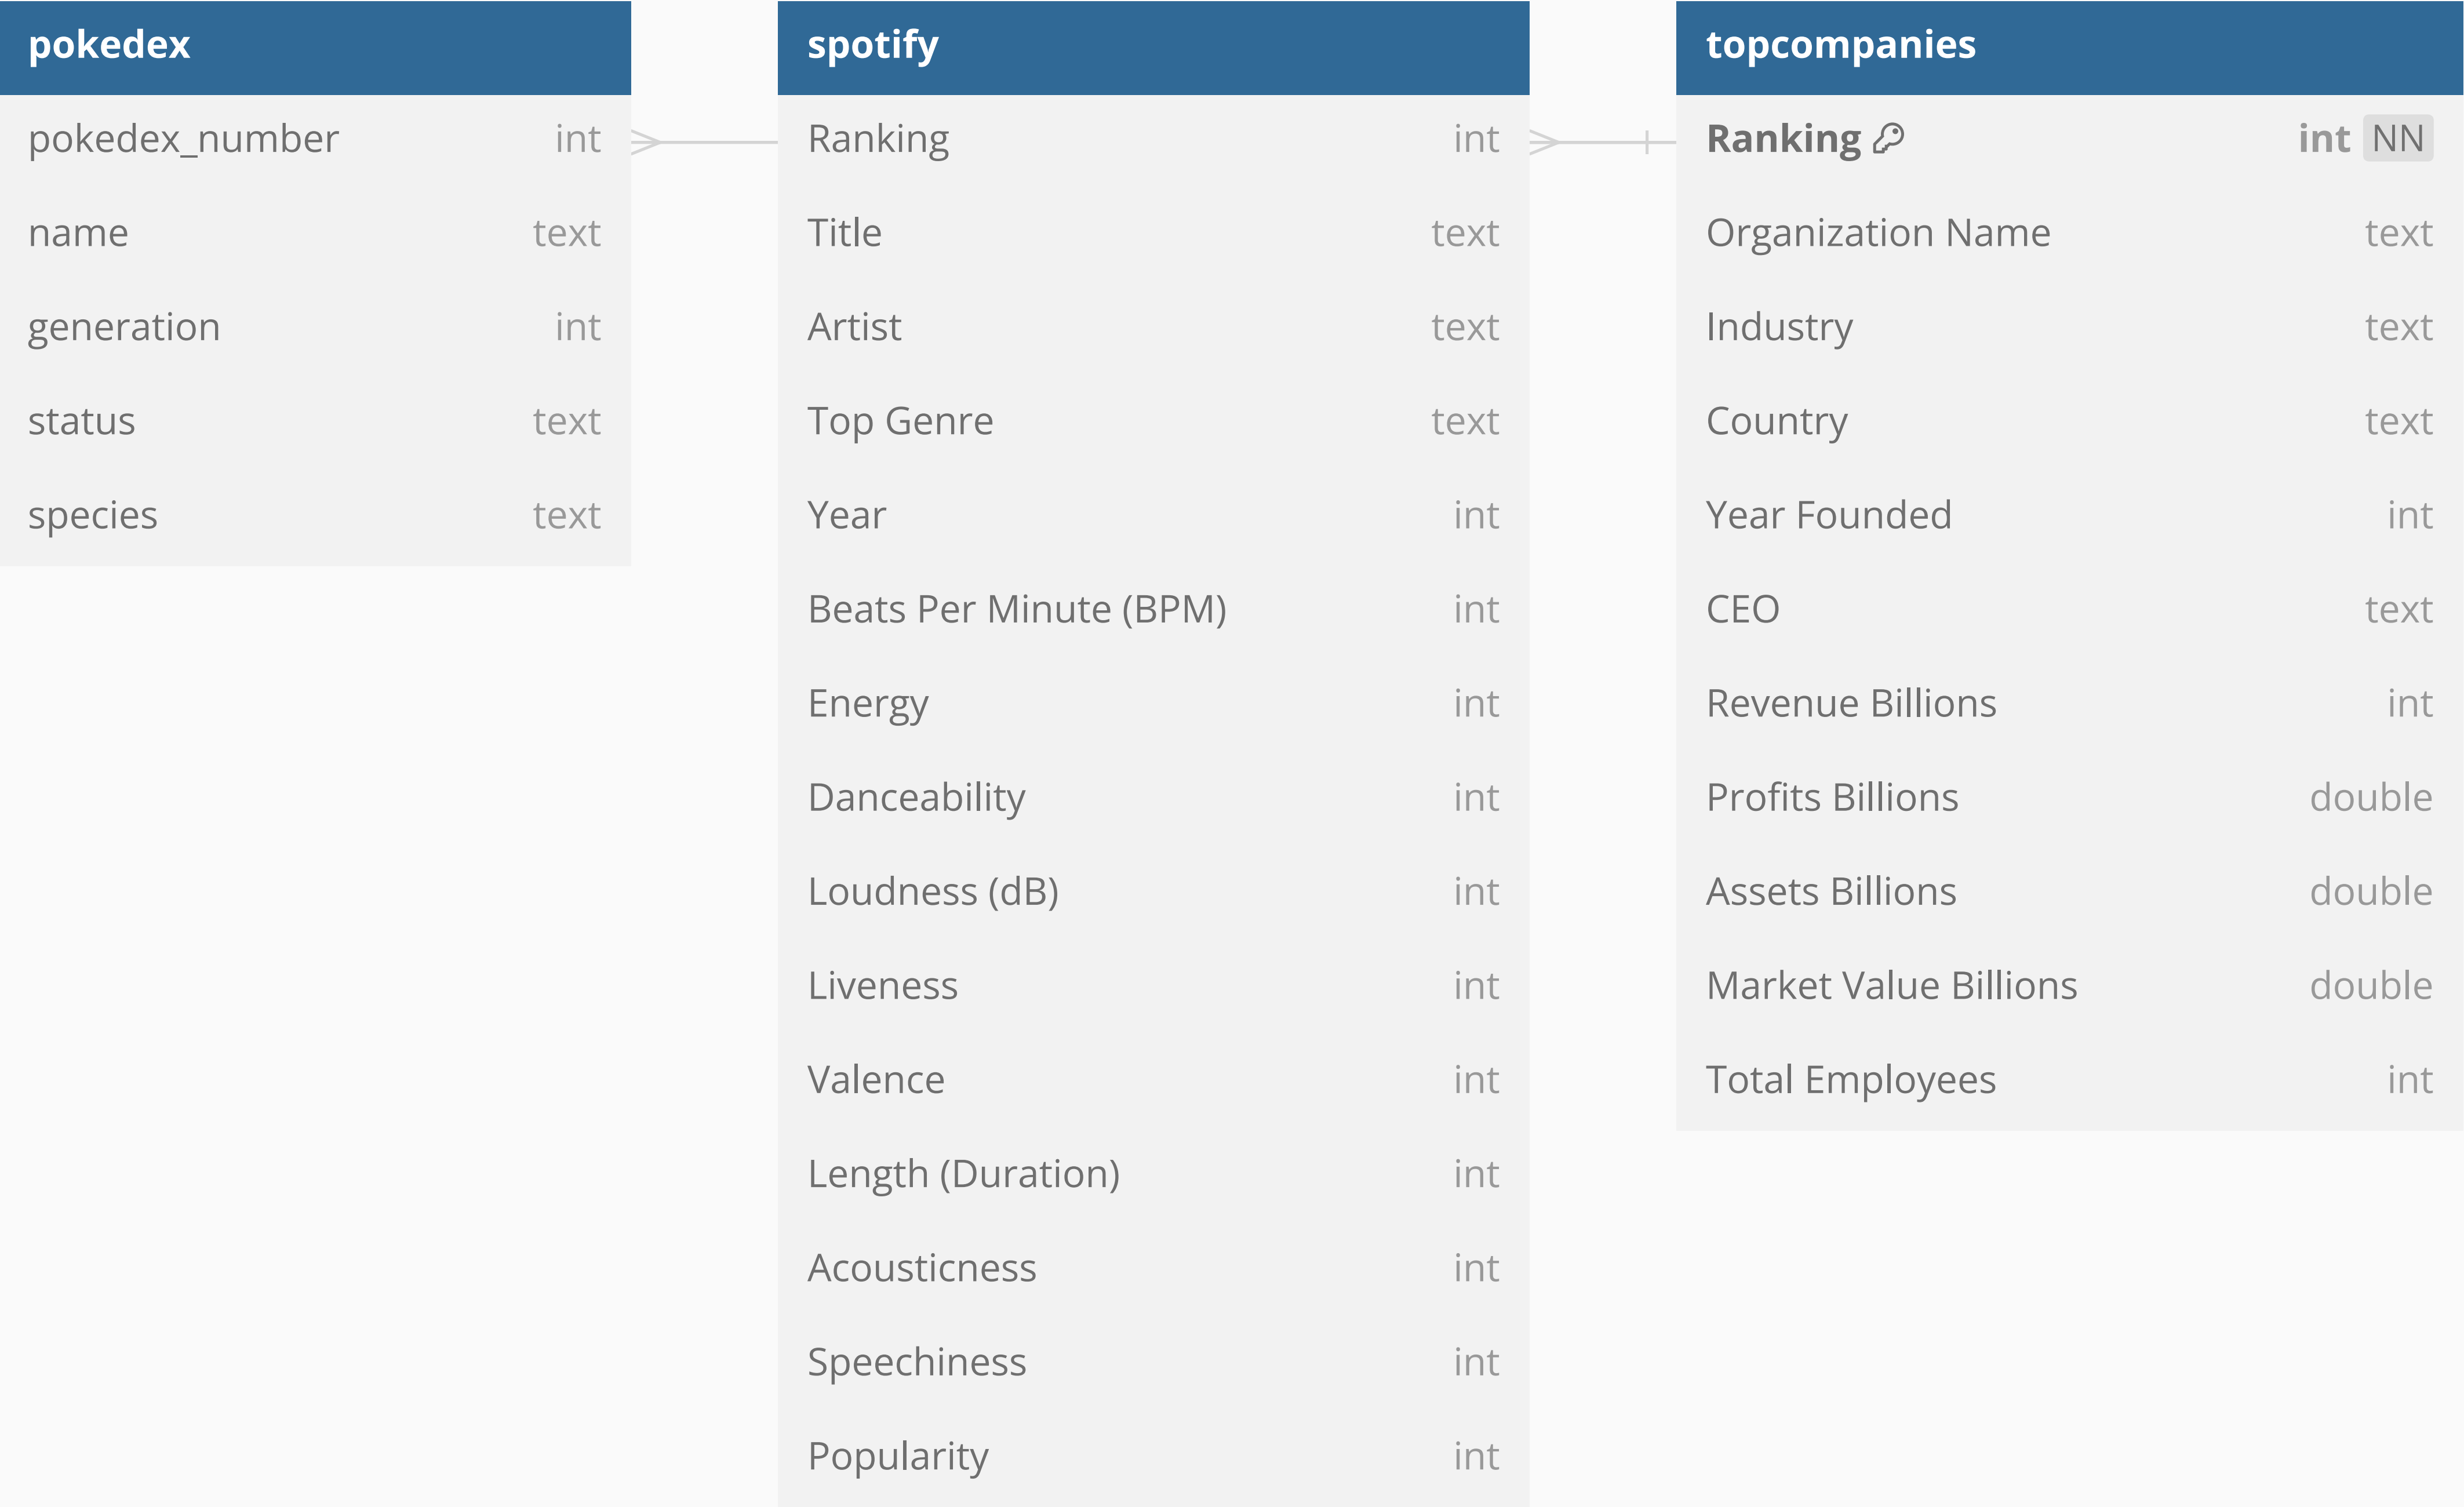 pokedex
pokedex_number int
name text
generation int
status text
species text
spotify
Ranking int
Title text
Artist text
Top Genre text
Year int
Beats Per Minute (BPM) int
Energy int
Danceability int
Loudness (dB) int
Liveness int
Valence int
Length (Duration) int
Acousticness int
Speechiness int
Popularity int
topcompanies
Ranking int NN
Organization Name text
Industry text
Country text
Year Founded int
CEO text
Revenue Billions int
Profits Billions double
Assets Billions double
Market Value Billions double
Total Employees int